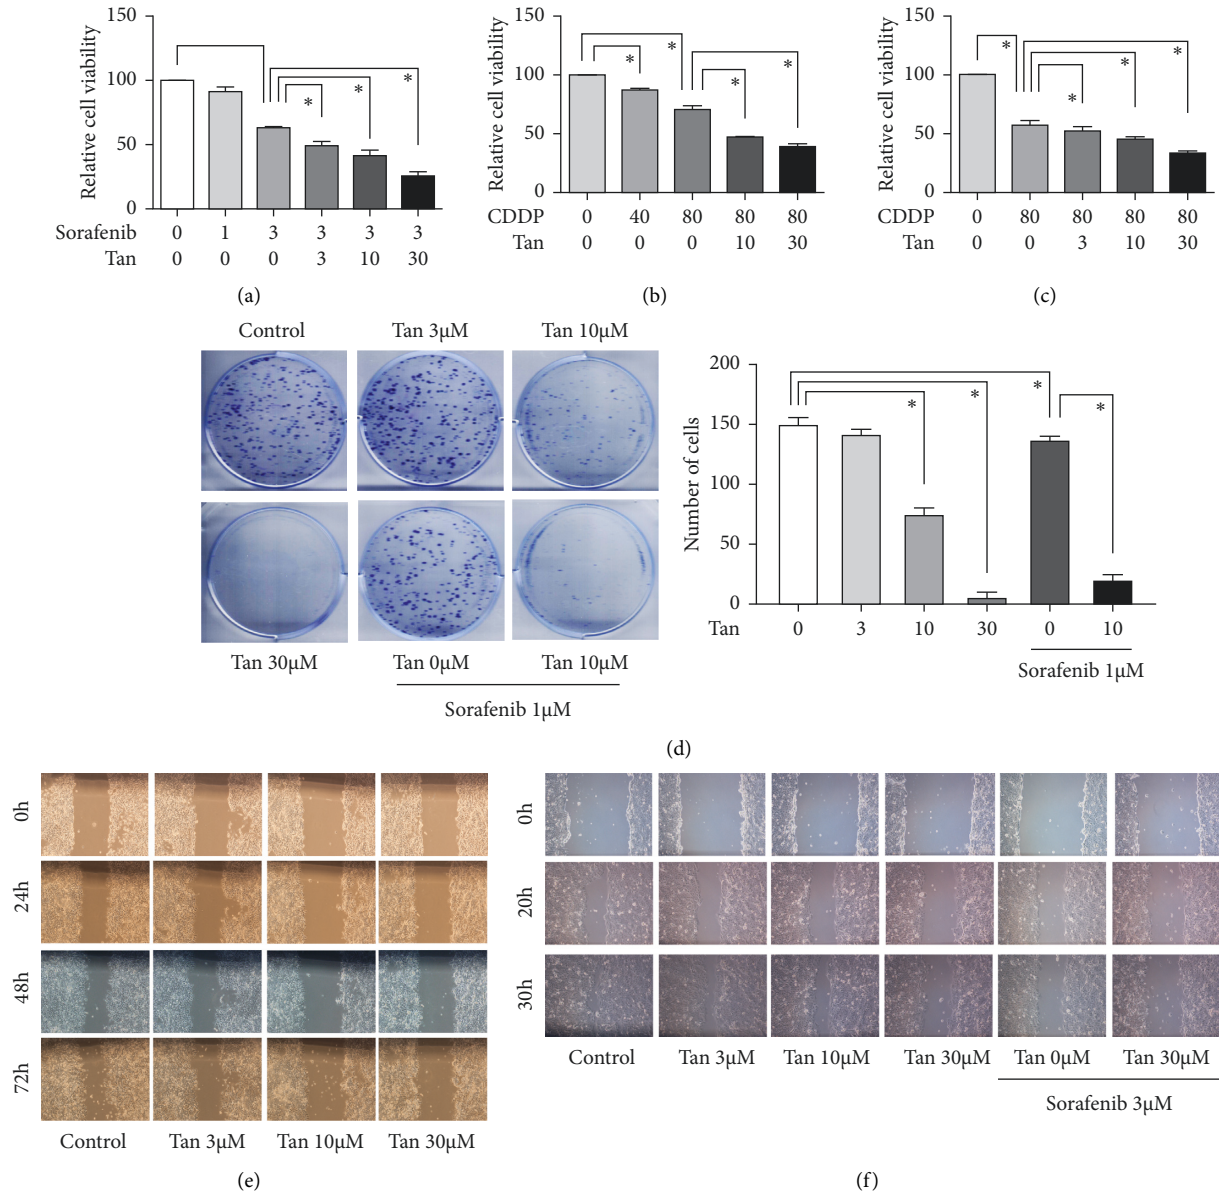 150
100
50
0
Relative cell viability
*
*
*
Sorafenib 0 1 3 3 3 3
Tan 0 0 0 3 10 30
(a)
150
100
50
0
Relative cell viability
*
*
*
*
0 40 80 80 80
CDDP
Tan 0 0 0 10 30
(b)
150
100
50
0
Relative cell viability
*
*
*
*
0 80 80 80 80
CDDP
Tan 0 0 3 10 30
(c)
Control Tan 3µM Tan 10µM
Tan 30µM Tan 0µM Tan 10µM
Sorafenib 1µM
200
150
100
50
0
Number of cells
*
*
*
*
Tan 0 3 10 30 0 10
Sorafenib 1µM
(d)
0h
24h
48h
72h
Control Tan 3µM Tan 10µM Tan 30µM
(e)
0h
20h
30h
Control Tan 3µM Tan 10µM Tan 30µM Tan 0µM Tan 30µM
Sorafenib 3µM
(f)